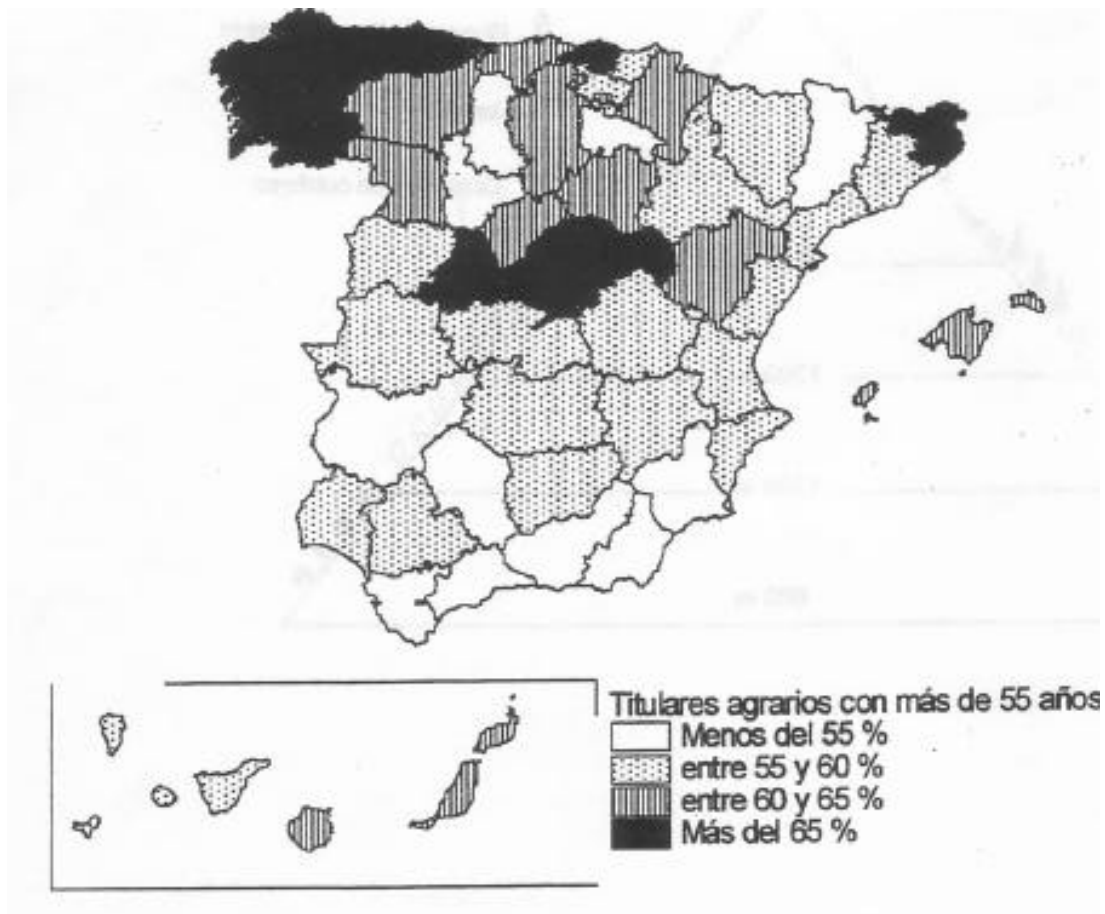 Titulares agrarios con más de 55 años
Menos del 55 %
entre 55 y 60 %
entre 60 y 65 %
Más del 65 %